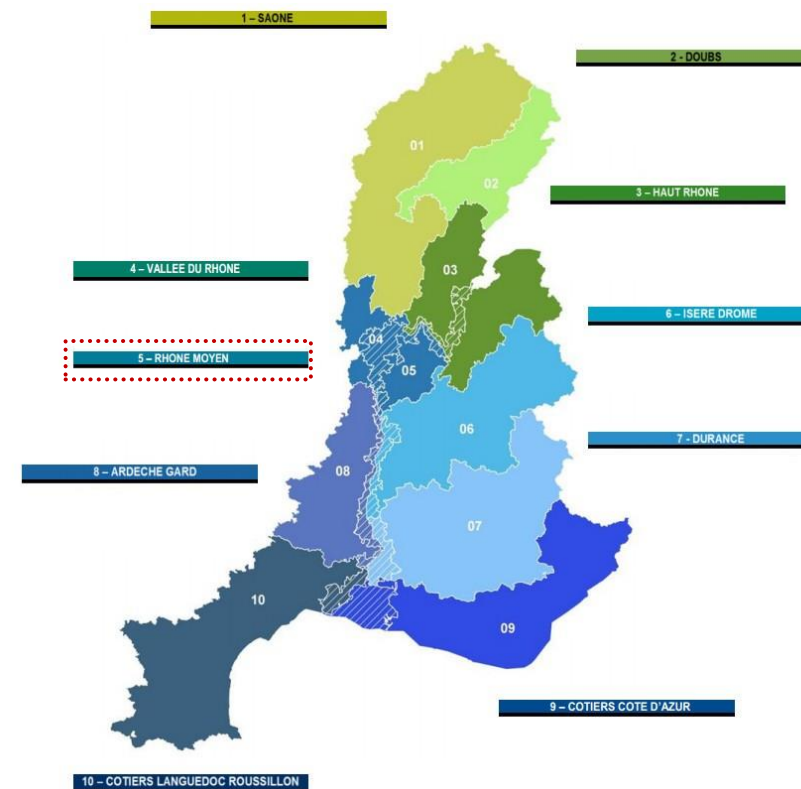 1 – SAONE
2 - DOUBS
01
02
3 – HAUT RHONE
4 – VALLEE DU RHONE
03
6 – ISERE DROME
04
5 – RHONE MOYEN
05
06
7 - DURANCE
8 – ARDECHE GARD
08
07
10
09
9 – COTIERS COTE D'AZUR
10 – COTIERS LANGUEDOC ROUSSILLON